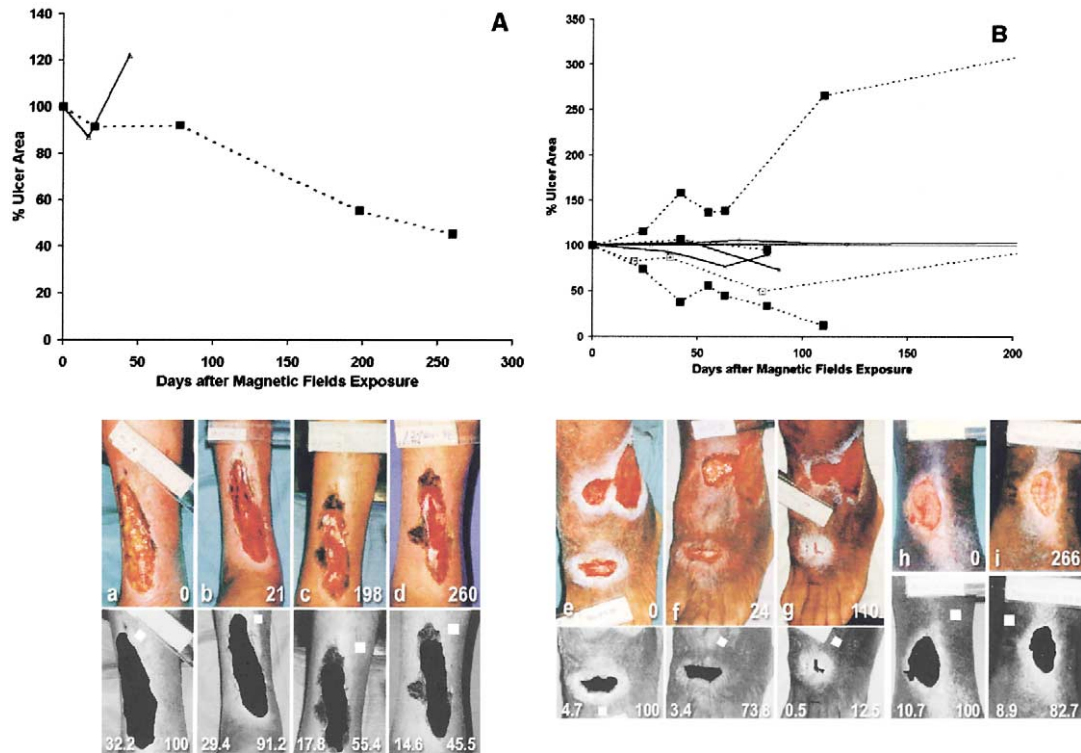 A
% Ulcer Area
140
120
100
80
60
40
20
0
0 50 100 150 200 250 300
Days after Magnetic Fields Exposure
B
% Ulcer Area
350
300
250
200
150
100
50
0
0 50 100 150 200
Days after Magnetic Fields Exposure
a 0
b 21
c 198
d 260
32.2 100
29.4 91.2
17.8 55.4
14.6 45.5
e 0
f 24
g 110
h 0
i 266
4.7 100
3.4 73.8
0.5 12.5
10.7 100
8.9 82.7